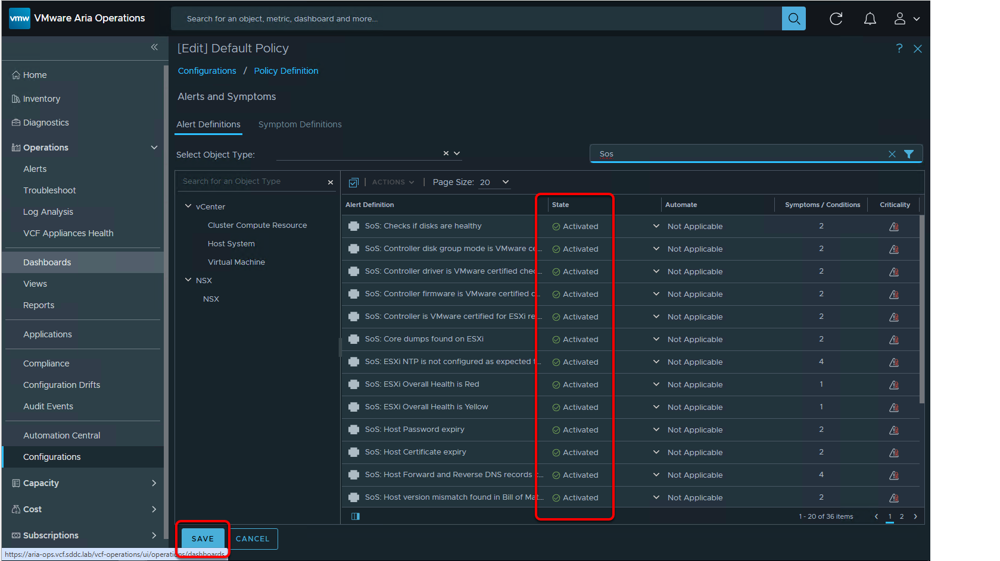 vmw VMware Aria Operations
Search for an object, metric, dashboard and more...
[Edit] Default Policy
?
Configurations / Policy Definition
Alerts and Symptoms
Alert Definitions Symptom Definitions
Select Object Type:
Sos
Home
Inventory
Diagnostics
Operations
Alerts
Troubleshoot
Log Analysis
VCF Appliances Health
Dashboards
Views
Reports
Applications
Compliance
Configuration Drifts
Audit Events
Automation Central
Configurations
Capacity
Cost
Subscriptions
Search for an Object Type
vCenter
Cluster Compute Resource
Host System
Virtual Machine
NSX
NSX
ACTIONS | Page Size: 20
Alert Definition State Automate Symptoms / Conditions Criticality
SoS: Checks if disks are healthy Activated Not Applicable 2
SoS: Controller disk group mode is VMware ce... Activated Not Applicable 2
SoS: Controller driver is VMware certified chec... Activated Not Applicable 2
SoS: Controller firmware is VMware certified c... Activated Not Applicable 2
SoS: Controller is VMware certified for ESXi re... Activated Not Applicable 2
SoS: Core dumps found on ESXi Activated Not Applicable 2
SoS: ESXi NTP is not configured as expected t... Activated Not Applicable 4
SoS: ESXi Overall Health is Red Activated Not Applicable 1
SoS: ESXi Overall Health is Yellow Activated Not Applicable 1
SoS: Host Password expiry Activated Not Applicable 2
SoS: Host Certificate expiry Activated Not Applicable 2
SoS: Host Forward and Reverse DNS records ... Activated Not Applicable 4
SoS: Host version mismatch found in Bill of Mat... Activated Not Applicable 2
1 - 20 of 36 items 1 2
SAVE CANCEL
https://aria-ops.vcf.sddc.lab/vcf-operations/ui/operations/dashboards